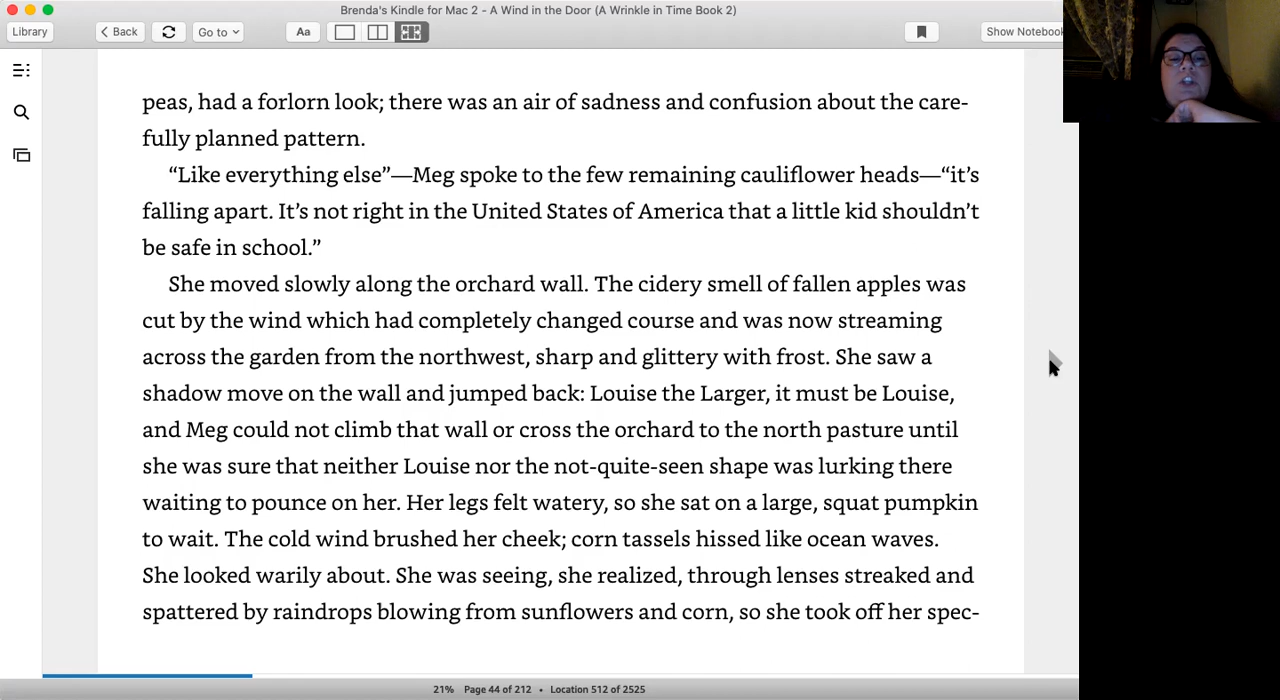 Brenda's Kindle for Mac 2 - A Wind in the Door (A Wrinkle in Time Book 2)
Library
Back
Go to
Aa
Show Notebook
peas, had a forlorn look; there was an air of sadness and confusion about the care-
fully planned pattern.
“Like everything else”—Meg spoke to the few remaining cauliflower heads—“it’s
falling apart. It’s not right in the United States of America that a little kid shouldn’t
be safe in school.”
She moved slowly along the orchard wall. The cidery smell of fallen apples was
cut by the wind which had completely changed course and was now streaming
across the garden from the northwest, sharp and glittery with frost. She saw a
shadow move on the wall and jumped back: Louise the Larger, it must be Louise,
and Meg could not climb that wall or cross the orchard to the north pasture until
she was sure that neither Louise nor the not-quite-seen shape was lurking there
waiting to pounce on her. Her legs felt watery, so she sat on a large, squat pumpkin
to wait. The cold wind brushed her cheek; corn tassels hissed like ocean waves.
She looked warily about. She was seeing, she realized, through lenses streaked and
spattered by raindrops blowing from sunflowers and corn, so she took off her spec-
21% Page 44 of 212 • Location 512 of 2525